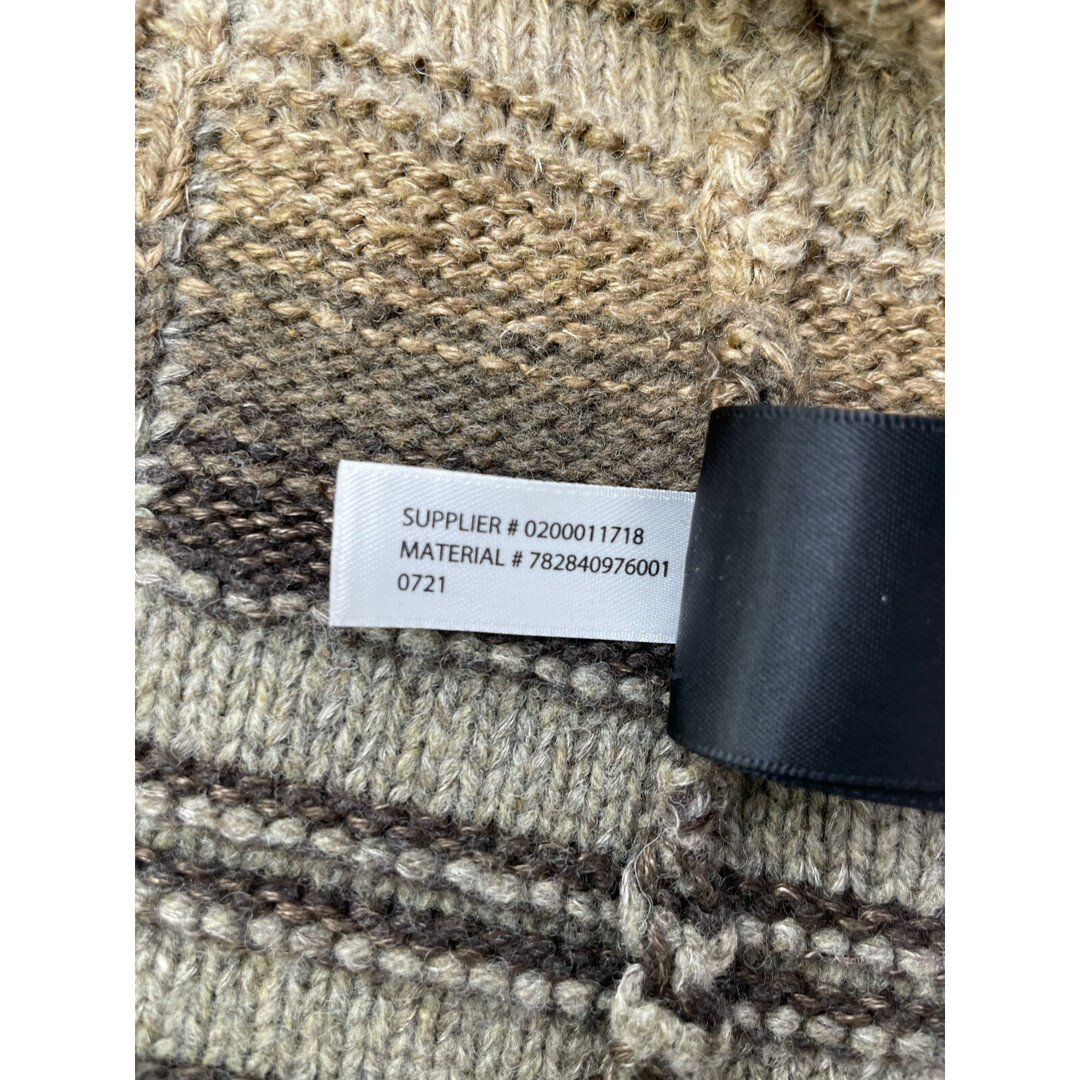 SUPPLIER # 0200011718
MATERIAL # 782840976001
0721